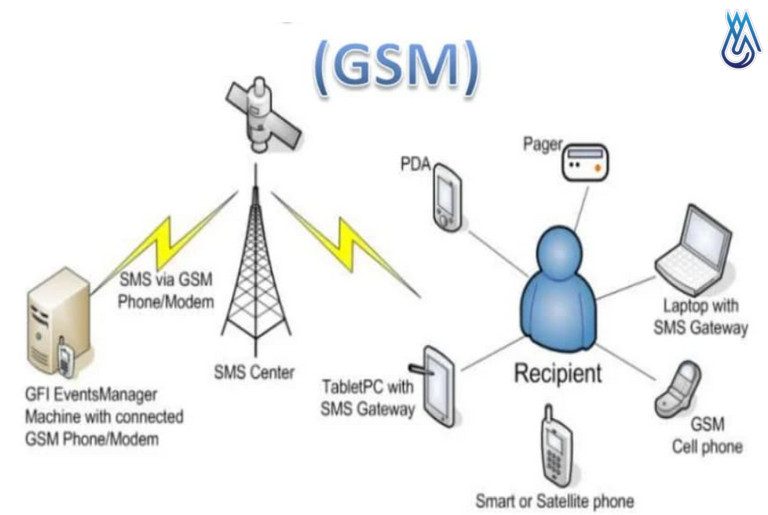 (GSM)
Pager
PDA
SMS via GSM
Phone/Modem
Laptop with
SMS Gateway
SMS Center
Recipient
TabletPC with
SMS Gateway
GFI EventsManager
Machine with connected
GSM Phone/Modem
GSM
Cell phone
Smart or Satellite phone